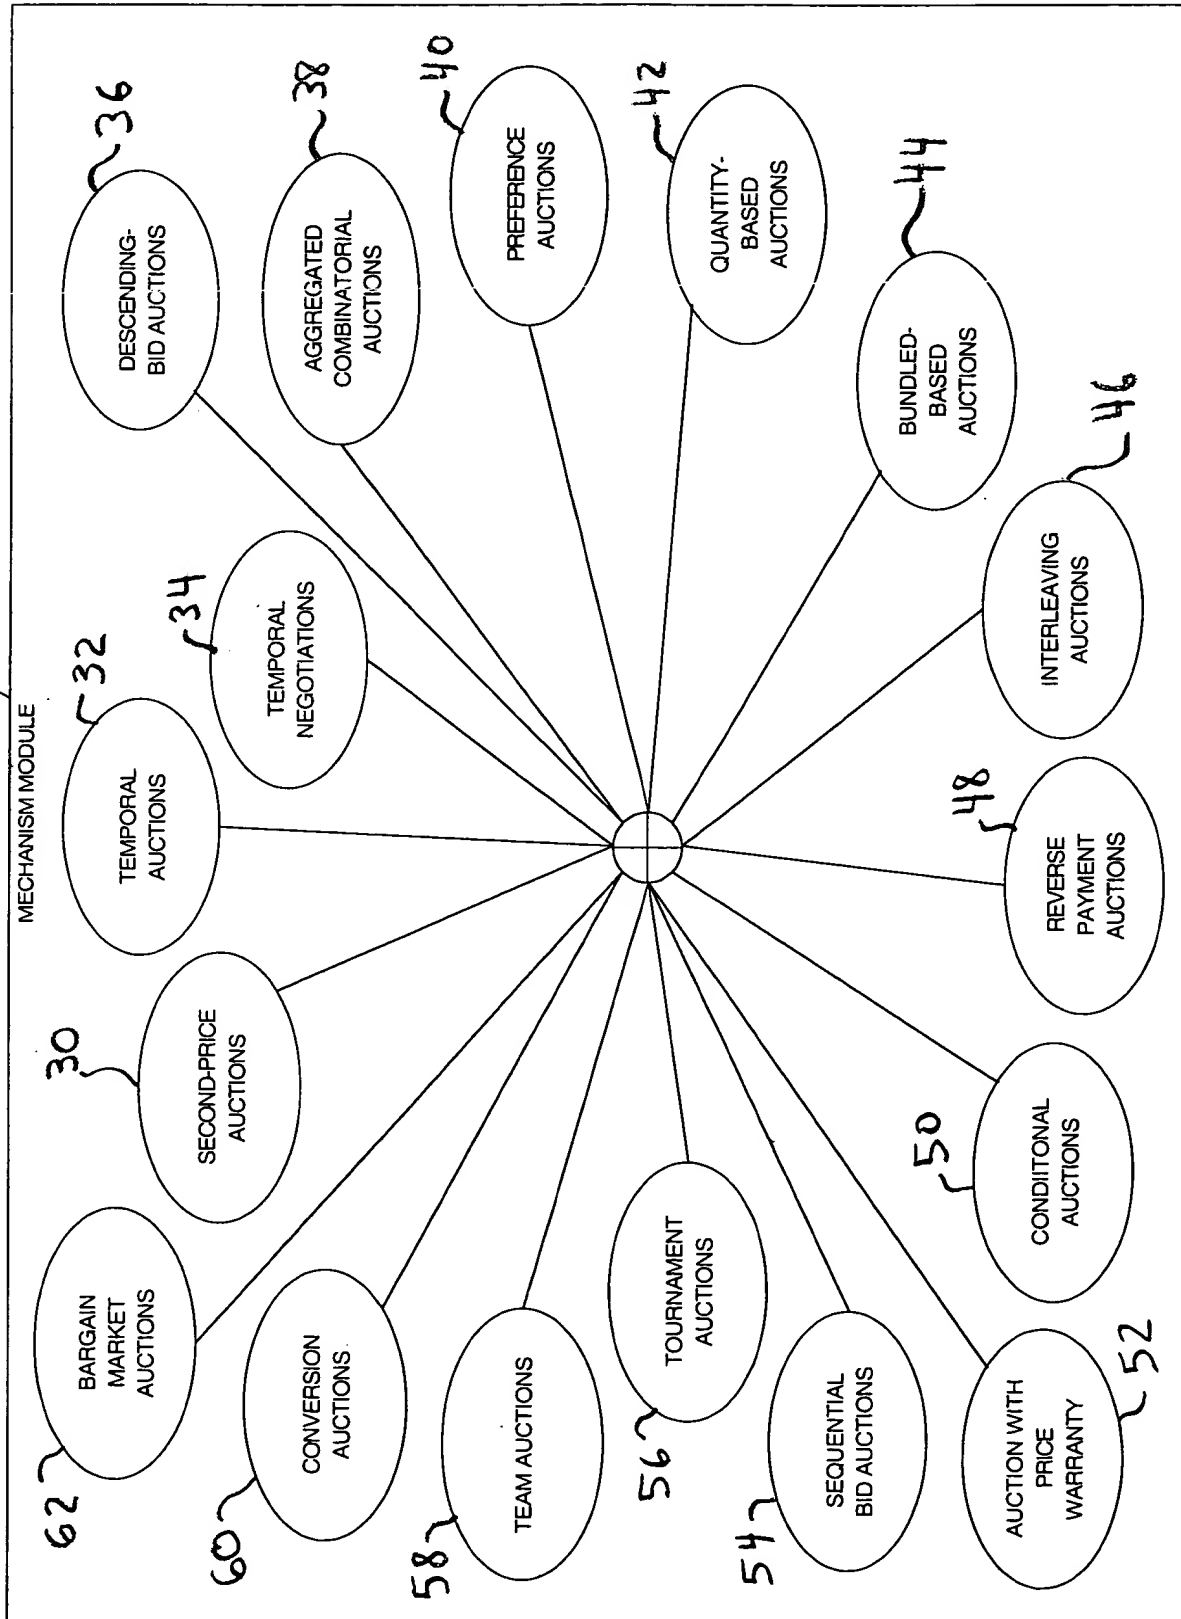 MECHANISM MODULE
30
SECOND-PRICE
AUCTIONS
32
TEMPORAL
AUCTIONS
34
TEMPORAL
NEGOTIATIONS
36
DESCENDING-
BID AUCTIONS
38
AGGREGATED
COMBINATORIAL
AUCTIONS
40
PREFERENCE
AUCTIONS
42
QUANTITY-
BASED
AUCTIONS
44
BUNDLED-
BASED
AUCTIONS
46
INTERLEAVING
AUCTIONS
48
REVERSE
PAYMENT
AUCTIONS
50
CONDIITONAL
AUCTIONS
52
AUCTION WITH
PRICE
WARRANTY
54
SEQUENTIAL
BID AUCTIONS
56
TOURNAMENT
AUCTIONS
58
TEAM AUCTIONS
60
CONVERSION
AUCTIONS
62
BARGAIN
MARKET
AUCTIONS